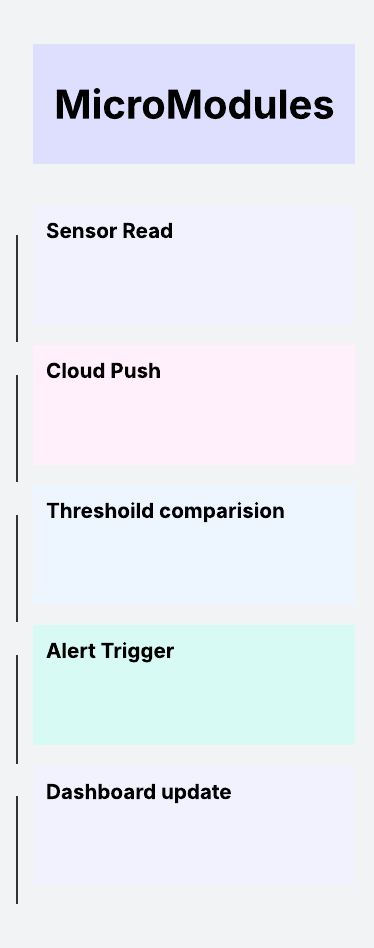 MicroModules
Sensor Read
Cloud Push
Threshoild comparision
Alert Trigger
Dashboard update